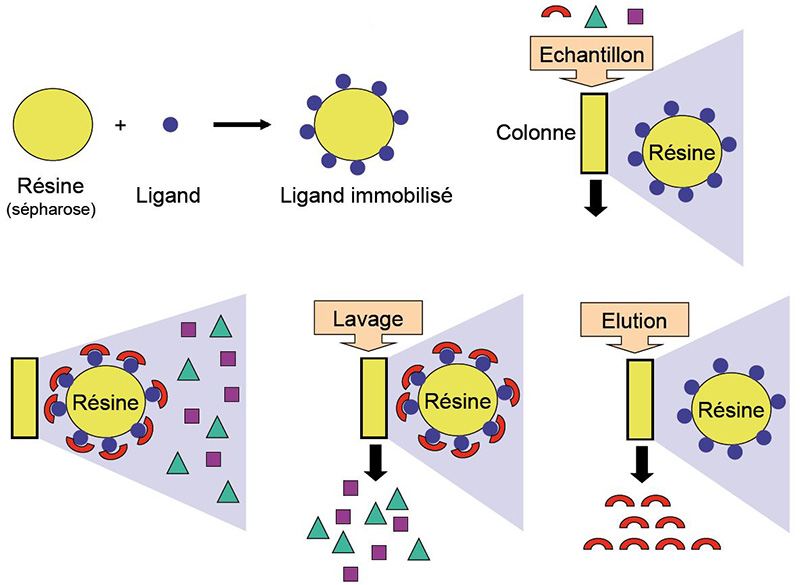 +
Résine
(sépharose)
Ligand
Ligand immobilisé
Echantillon
Colonne
Résine
Résine
Lavage
Résine
Elution
Résine